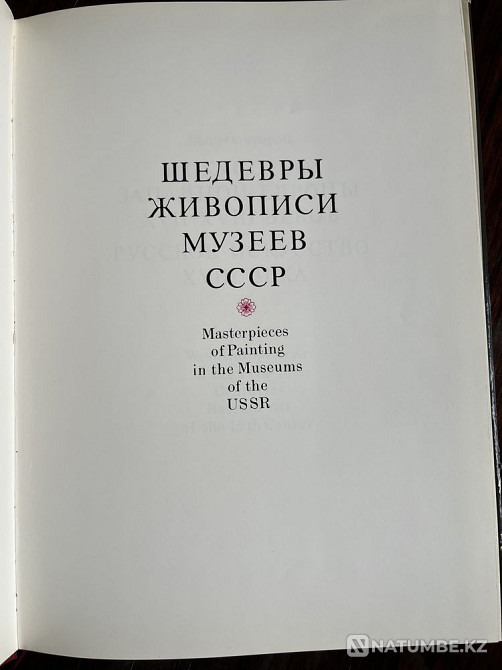 ШЕДЕВРЫ
ЖИВОПИСИ
МУЗЕЕВ
СССР
Masterpieces
of Painting
in the Museums
of the
USSR
NATUMBE.KZ